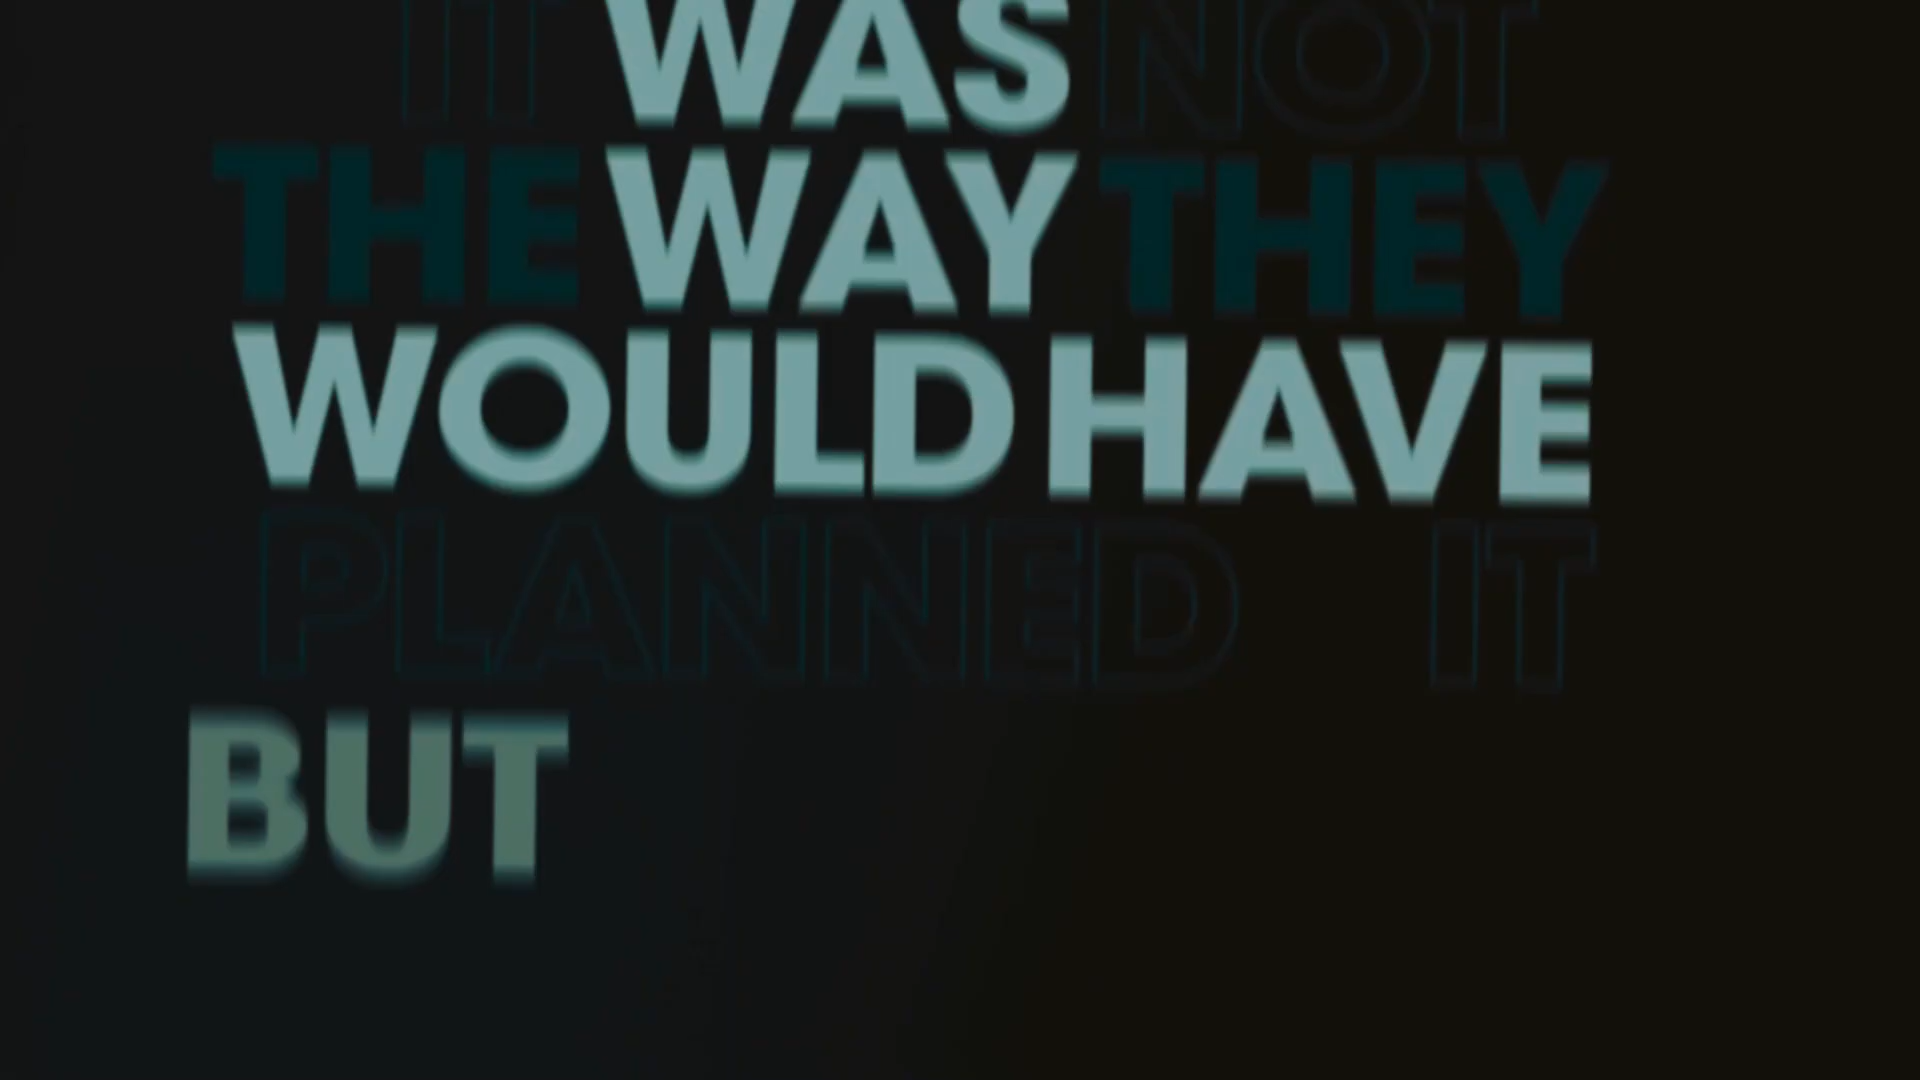 IT WAS NOT
THE WAY THEY
WOULD HAVE
PLANNED IT
BUT